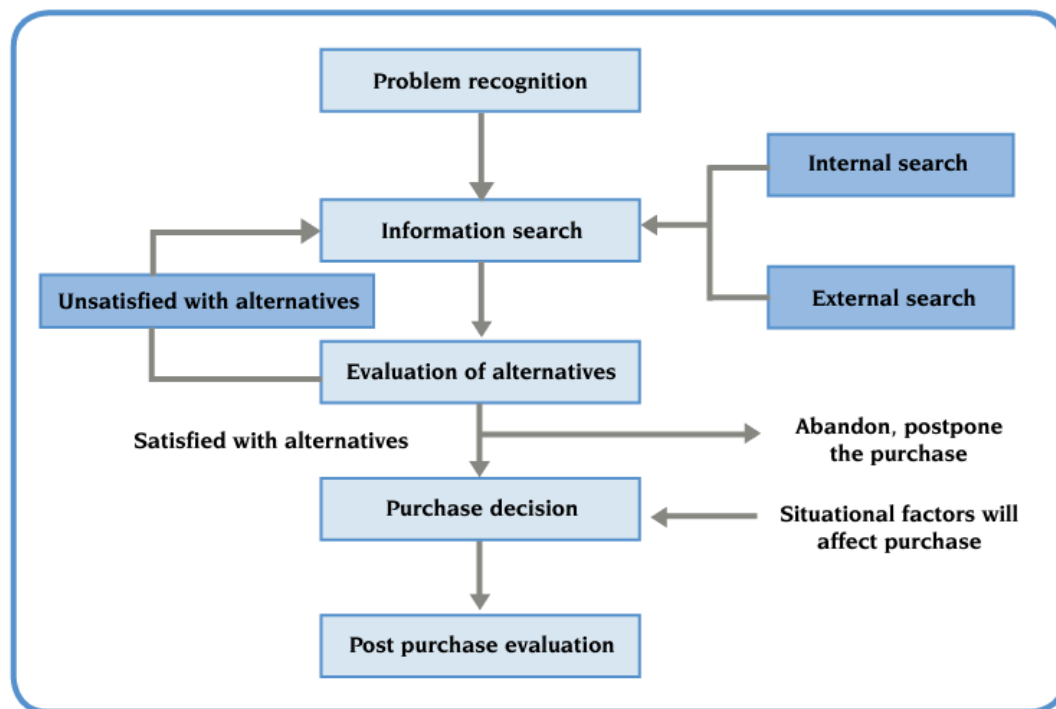 Problem recognition
Internal search
Information search
Unsatisfied with alternatives
External search
Evaluation of alternatives
Satisfied with alternatives
Abandon, postpone
the purchase
Purchase decision
Situational factors will
affect purchase
Post purchase evaluation